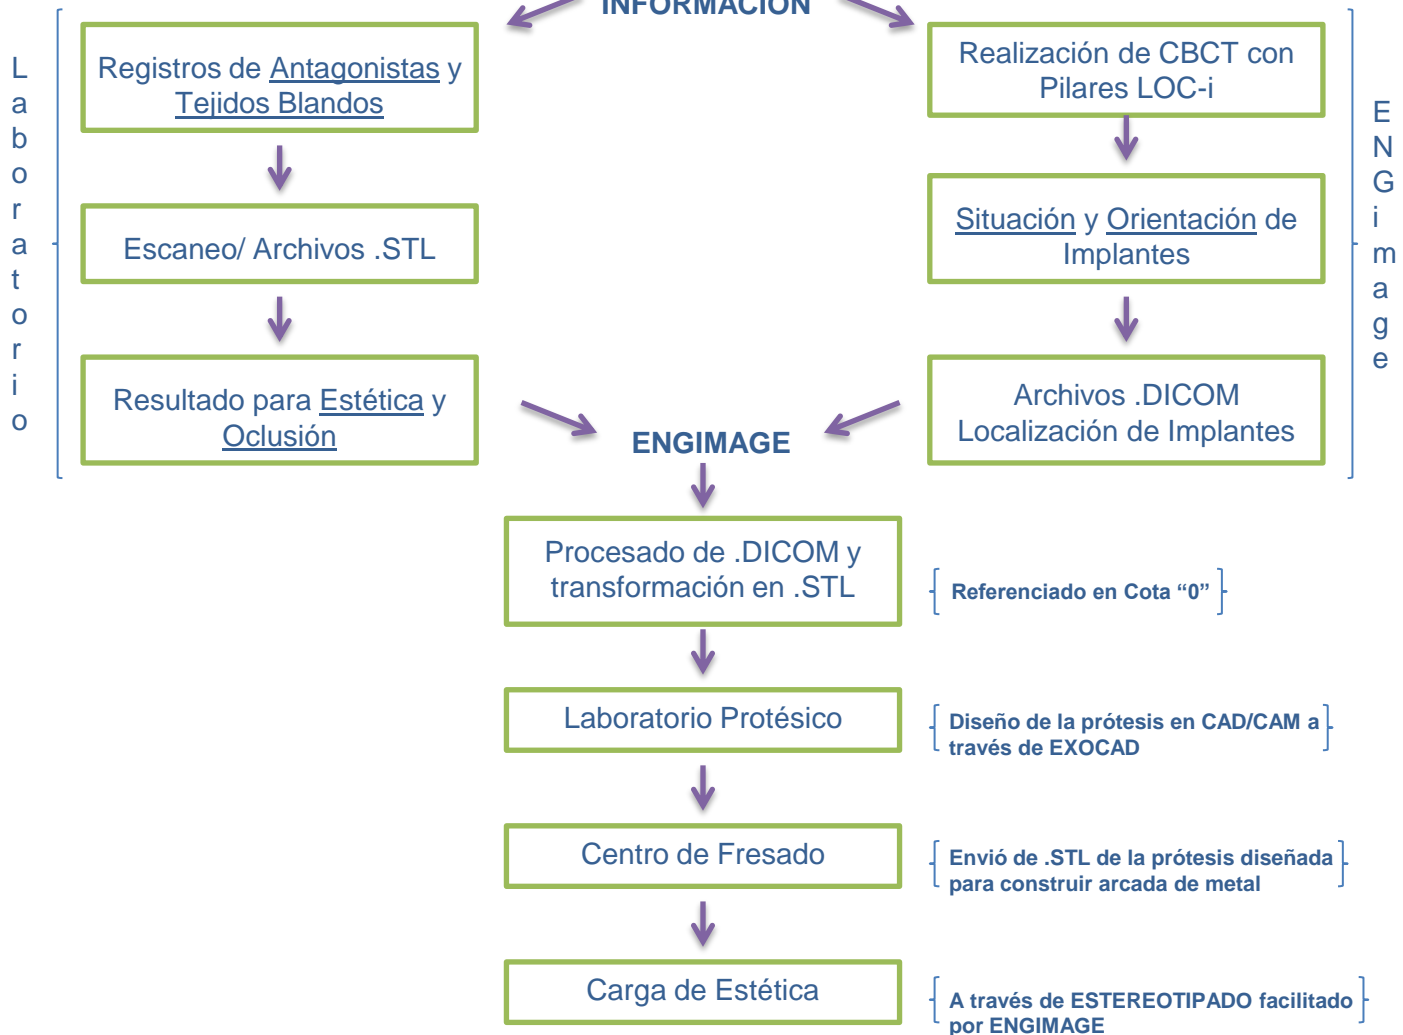 INFORMACIÓN
Laboratorio
Registros de Antagonistas y
Tejidos Blandos
Escaneo/ Archivos .STL
Resultado para Estética y
Oclusión
Realización de CBCT con
Pilares LOC-i
Situación y Orientación de
Implantes
Archivos .DICOM
Localización de Implantes
ENGimage
ENGIMAGE
Procesado de .DICOM y
transformación en .STL
Referenciado en Cota “0”
Laboratorio Protésico
Diseño de la prótesis en CAD/CAM a
través de EXOCAD
Centro de Fresado
Envió de .STL de la prótesis diseñada
para construir arcada de metal
Carga de Estética
A través de ESTEREOTIPADO facilitado
por ENGIMAGE